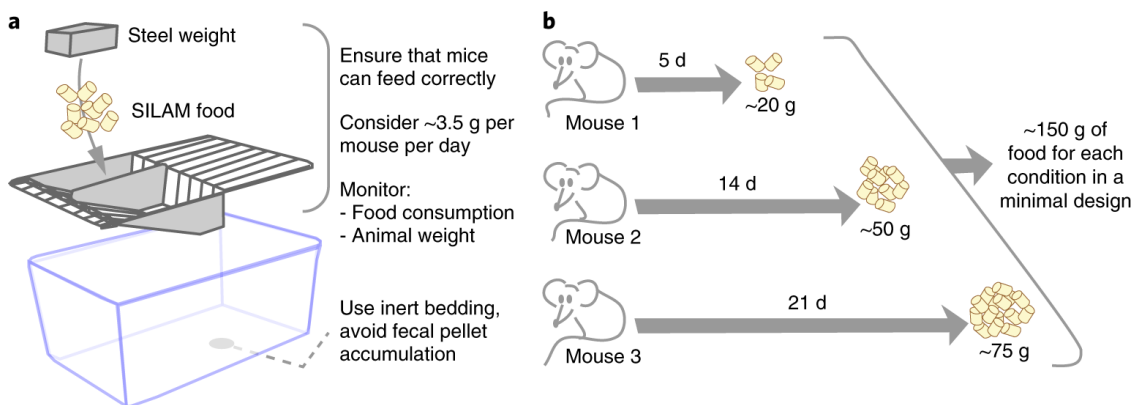 a
Steel weight
SILAM food
Ensure that mice
can feed correctly
Consider ~3.5 g per
mouse per day
Monitor:
- Food consumption
- Animal weight
Use inert bedding,
avoid fecal pellet
accumulation
b
5 d
~20 g
Mouse 1
14 d
~50 g
Mouse 2
21 d
~75 g
Mouse 3
~150 g of
food for each
condition in a
minimal design